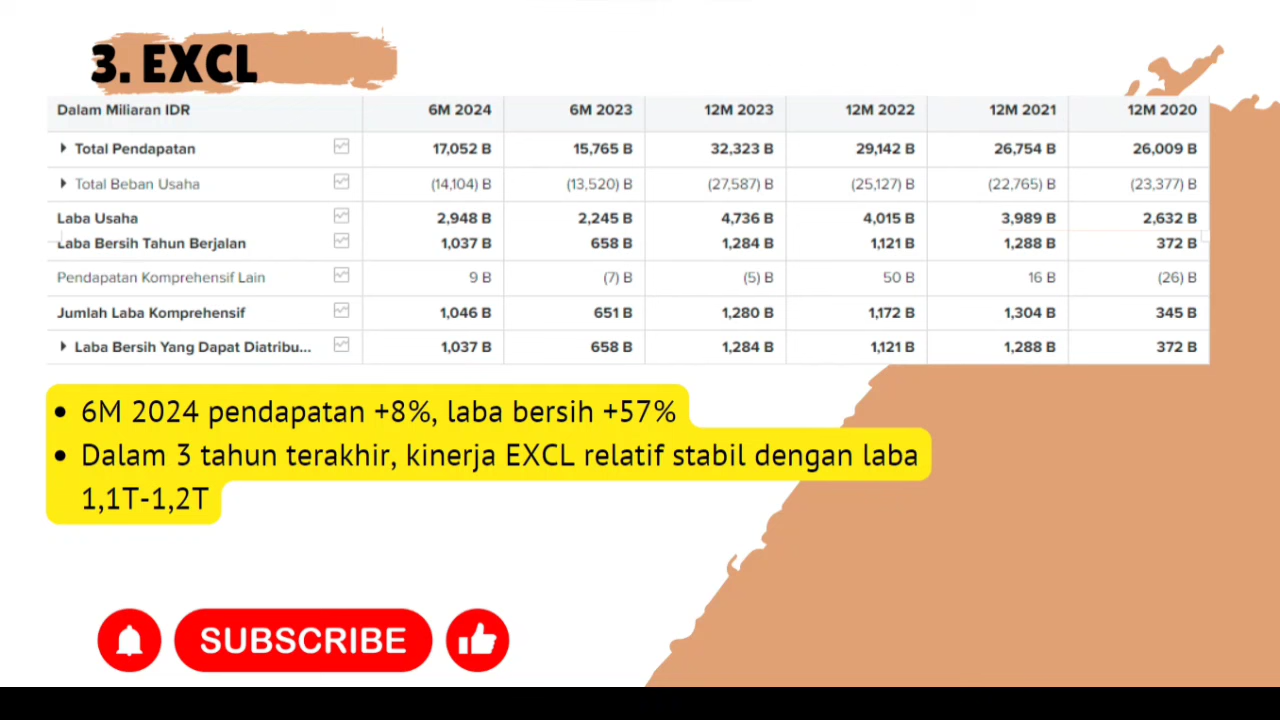 3. EXCL
Dalam Miliaran IDR 6M 2024 6M 2023 12M 2023 12M 2022 12M 2021 12M 2020
Total Pendapatan 17,052 B 15,765 B 32,323 B 29,142 B 26,754 B 26,009 B
Total Beban Usaha (14,104) B (13,520) B (27,587) B (25,127) B (22,765) B (23,377) B
Laba Usaha 2,948 B 2,245 B 4,736 B 4,015 B 3,989 B 2,632 B
Laba Bersih Tahun Berjalan 1,037 B 658 B 1,284 B 1,121 B 1,288 B 372 B
Pendapatan Komprehensif Lain 9 B (7) B (5) B 50 B 16 B (26) B
Jumlah Laba Komprehensif 1,046 B 651 B 1,280 B 1,172 B 1,304 B 345 B
Laba Bersih Yang Dapat Diatribu... 1,037 B 658 B 1,284 B 1,121 B 1,288 B 372 B
• 6M 2024 pendapatan +8%, laba bersih +57%
• Dalam 3 tahun terakhir, kinerja EXCL relatif stabil dengan laba
1,1T-1,2T
SUBSCRIBE